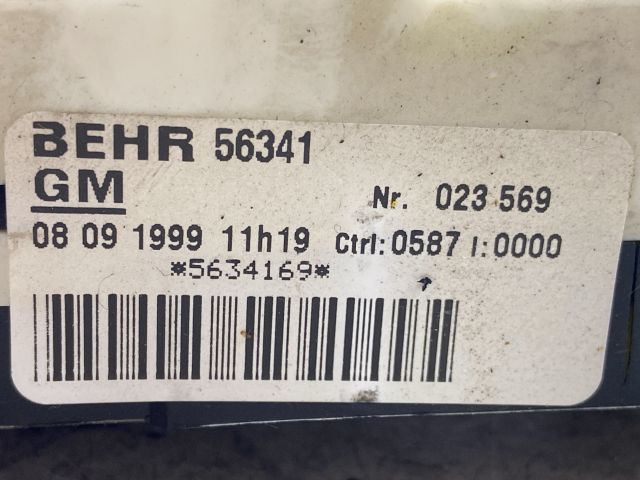 BEHR 56341
GM Nr. 023 569
08 09 1999 11h19 Ctrl: 0587 I: 0000
*5634169*